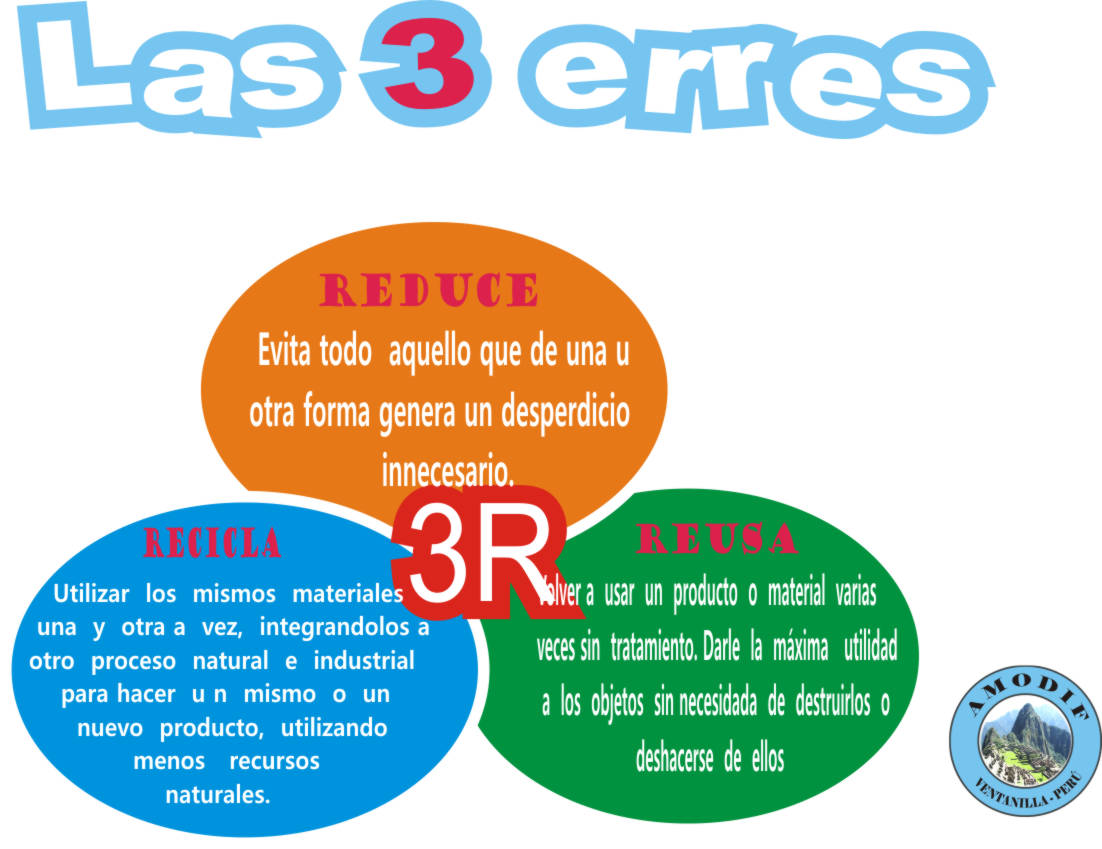 Las 3 erres
REDUCE
Evita todo aquello que de una u
otra forma genera un desperdicio
innecesario.
3R
RECICLA
Utilizar los mismos materiales
una y otra a vez, integrandolos a
otro proceso natural e industrial
para hacer u n mismo o un
nuevo producto, utilizando
menos recursos
naturales.
REUSA
Volver a usar un producto o material varias
veces sin tratamiento. Darle la máxima utilidad
a los objetos sin necesidada de destruirlos o
deshacerse de ellos
AMODIF
VENTANILLA - PERÚ